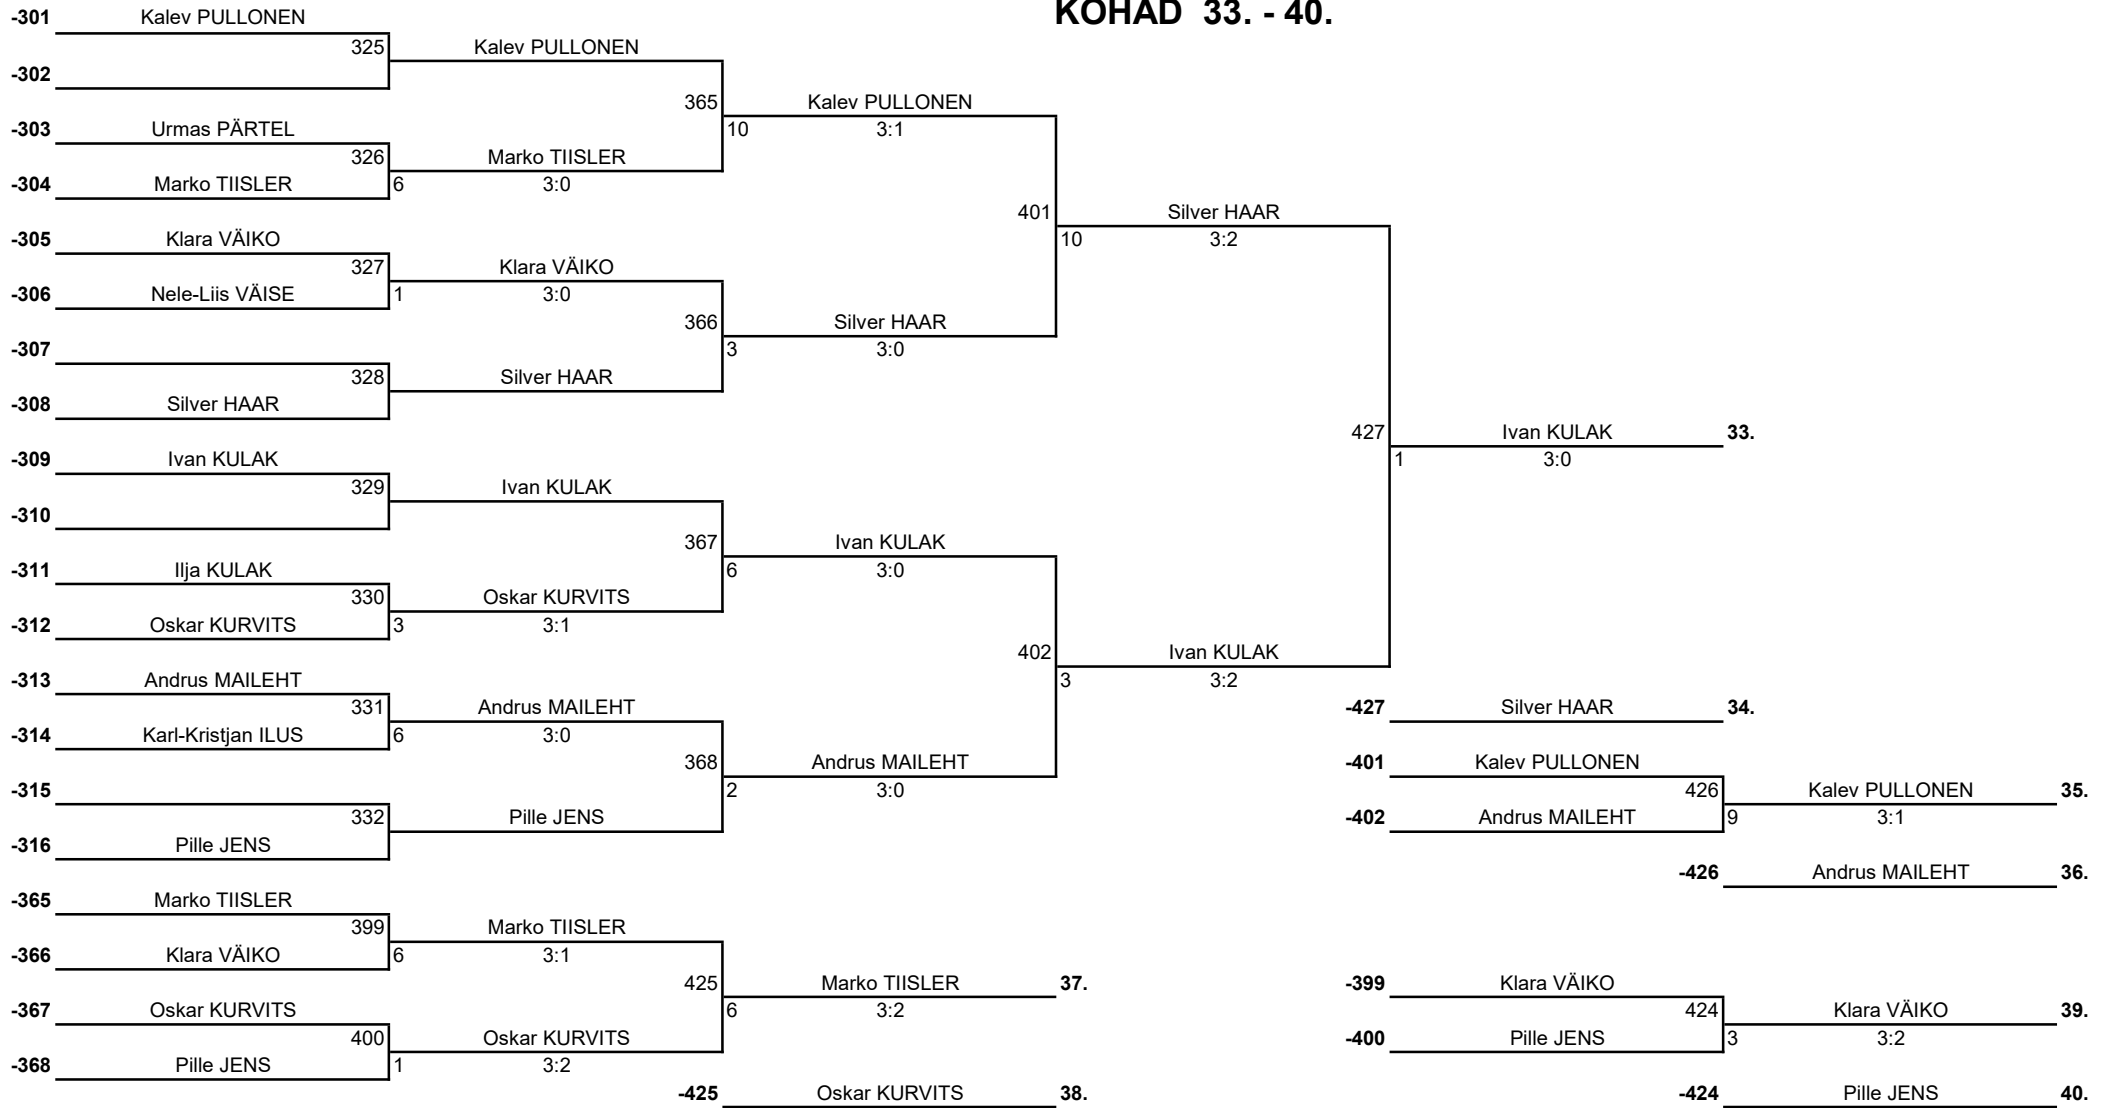 KOHAD 33. - 40.
-301 Kalev PULLONEN
325 Kalev PULLONEN
-302
365 Kalev PULLONEN
-303 Urmas PÄRTEL 10 3:1
326 Marko TIISLER
-304 Marko TIISLER 6 3:0
401 Silver HAAR
-305 Klara VÄIKO 10 3:2
327 Klara VÄIKO
-306 Nele-Liis VÄISE 1 3:0
366 Silver HAAR
-307 3 3:0
328 Silver HAAR
-308 Silver HAAR
427 Ivan KULAK 33.
-309 Ivan KULAK 1 3:0
329 Ivan KULAK
-310
367 Ivan KULAK
-311 Ilja KULAK 6 3:0
330 Oskar KURVITS
-312 Oskar KURVITS 3 3:1
402 Ivan KULAK
-313 Andrus MAILEHT 3 3:2
331 Andrus MAILEHT -427 Silver HAAR 34.
-314 Karl-Kristjan ILUS 6 3:0
368 Andrus MAILEHT -401 Kalev PULLONEN
-315 2 3:0 426 Kalev PULLONEN 35.
332 Pille JENS -402 Andrus MAILEHT 9 3:1
-316 Pille JENS
-426 Andrus MAILEHT 36.
-365 Marko TIISLER
399 Marko TIISLER
-366 Klara VÄIKO 6 3:1
425 Marko TIISLER 37. -399 Klara VÄIKO
-367 Oskar KURVITS 6 3:2 424 Klara VÄIKO 39.
400 Oskar KURVITS -400 Pille JENS 3 3:2
-368 Pille JENS 1 3:2
-425 Oskar KURVITS 38. -424 Pille JENS 40.